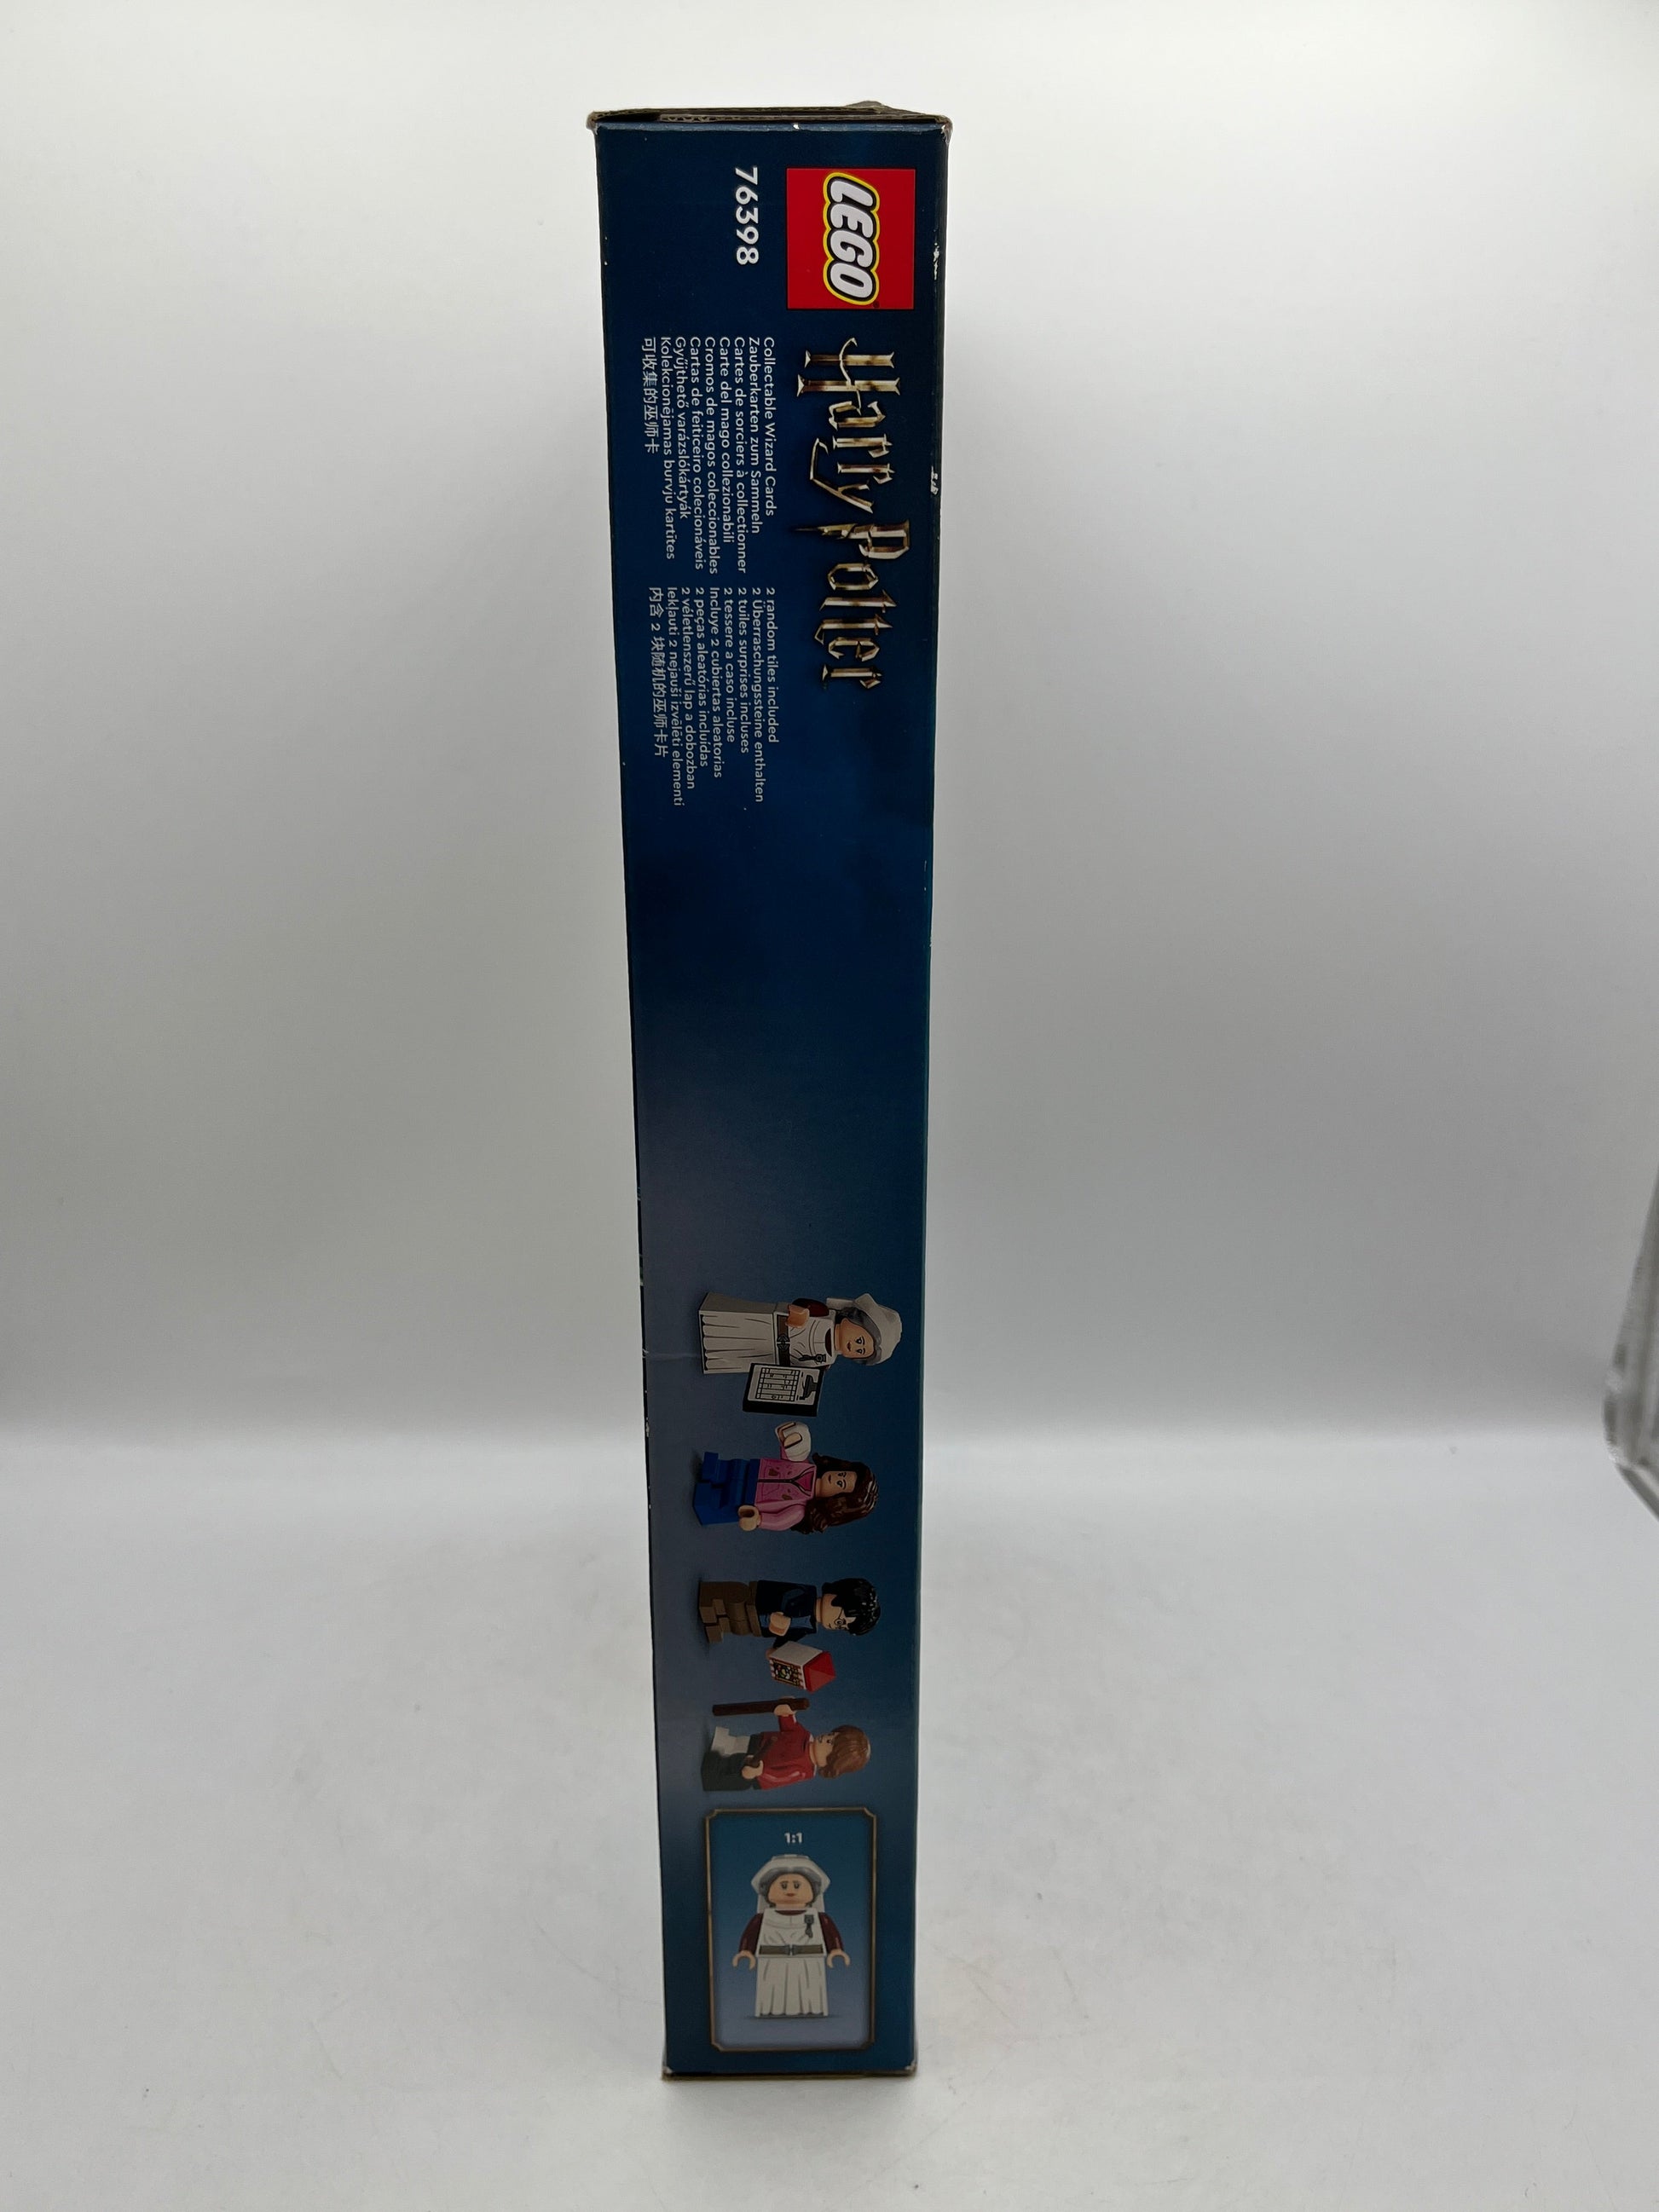 LEGO
76398
Harry Potter
Collectable Wizard Cards
Zauberkarten zum Sammeln
Cartes de sorciers à collectionner
Carte del mago collezionabili
Cromos de magos coleccionables
Cartas de feiticeiro colecionáveis
Gyűjthető varázslókártyák
Kolekcionējamas burvju kartītes
可收集的巫师卡
2 random tiles included
2 Überraschungssteine enthalten
2 tuiles surprises incluses
2 tessere a caso incluse
Incluye 2 cubiertas aleatorias
2 peças aleatórias incluídas
2 véletlenszerű lap a dobozban
Iekļauti 2 nejauši izvēlēti elementi
内含 2 块随机的巫师卡片
1:1